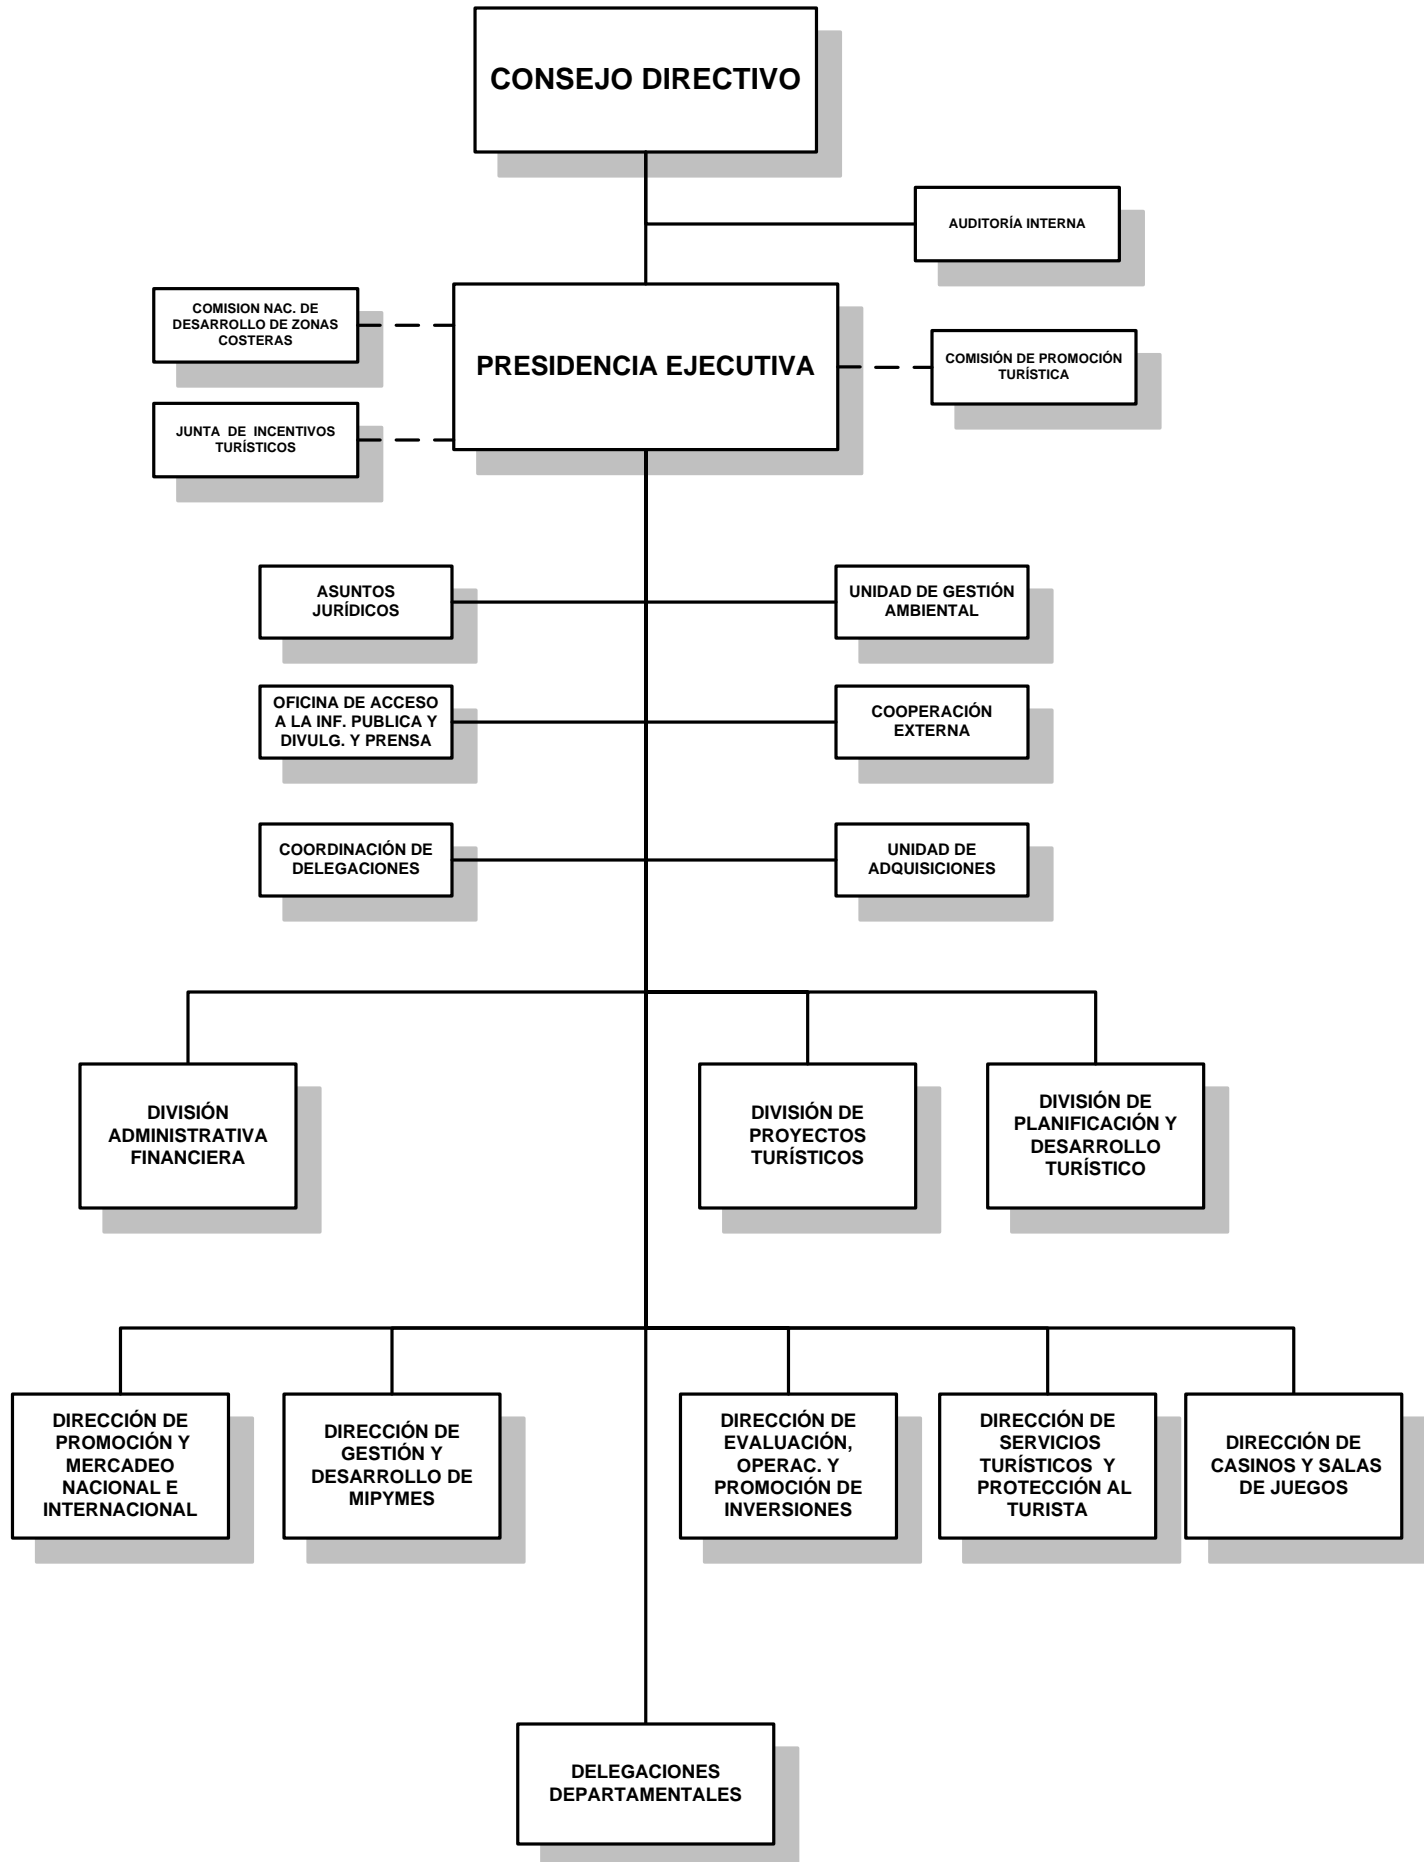 CONSEJO DIRECTIVO
AUDITORÍA INTERNA
COMISION NAC. DE
DESARROLLO DE ZONAS
COSTERAS
PRESIDENCIA EJECUTIVA
COMISIÓN DE PROMOCIÓN
TURÍSTICA
JUNTA DE INCENTIVOS
TURÍSTICOS
ASUNTOS
JURÍDICOS
UNIDAD DE GESTIÓN
AMBIENTAL
OFICINA DE ACCESO
A LA INF. PUBLICA Y
DIVULG. Y PRENSA
COOPERACIÓN
EXTERNA
COORDINACIÓN DE
DELEGACIONES
UNIDAD DE
ADQUISICIONES
DIVISIÓN
ADMINISTRATIVA
FINANCIERA
DIVISIÓN DE
PROYECTOS
TURÍSTICOS
DIVISIÓN DE
PLANIFICACIÓN Y
DESARROLLO
TURÍSTICO
DIRECCIÓN DE
PROMOCIÓN Y
MERCADEO
NACIONAL E
INTERNACIONAL
DIRECCIÓN DE
GESTIÓN Y
DESARROLLO DE
MIPYMES
DIRECCIÓN DE
EVALUACIÓN,
OPERAC. Y
PROMOCIÓN DE
INVERSIONES
DIRECCIÓN DE
SERVICIOS
TURÍSTICOS Y
PROTECCIÓN AL
TURISTA
DIRECCIÓN DE
CASINOS Y SALAS
DE JUEGOS
DELEGACIONES
DEPARTAMENTALES